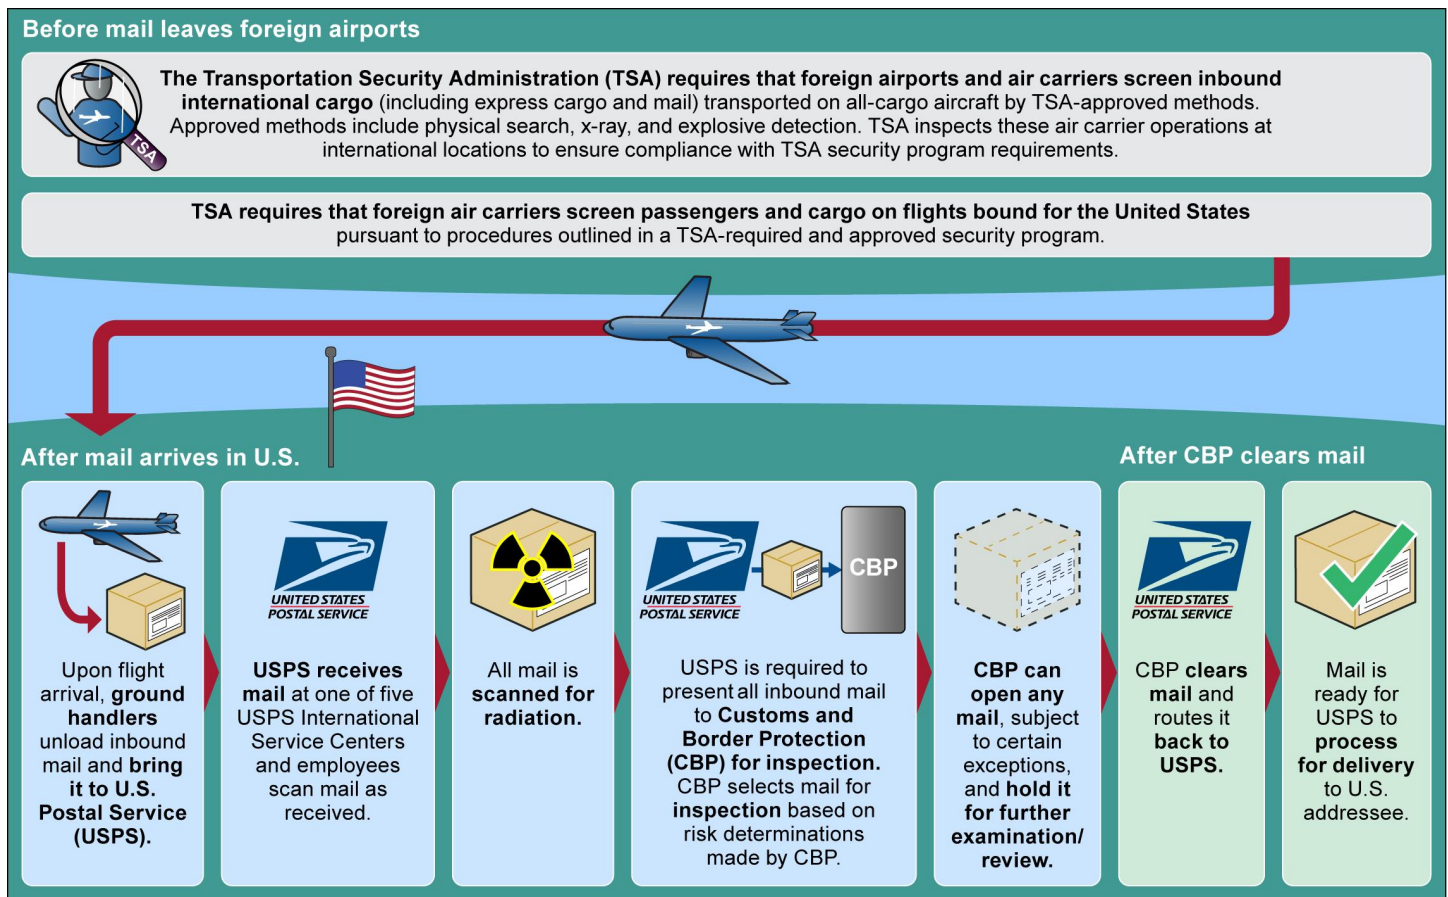 Before mail leaves foreign airports
TSA
The Transportation Security Administration (TSA) requires that foreign airports and air carriers screen inbound
international cargo (including express cargo and mail) transported on all-cargo aircraft by TSA-approved methods.
Approved methods include physical search, x-ray, and explosive detection. TSA inspects these air carrier operations at
international locations to ensure compliance with TSA security program requirements.
TSA requires that foreign air carriers screen passengers and cargo on flights bound for the United States
pursuant to procedures outlined in a TSA-required and approved security program.
After mail arrives in U.S.
Upon flight
arrival, ground
handlers
unload inbound
mail and bring
it to U.S.
Postal Service
(USPS).
UNITED STATES
POSTAL SERVICE
USPS receives
mail at one of five
USPS International
Service Centers
and employees
scan mail as
received.
All mail is
scanned for
radiation.
UNITED STATES
POSTAL SERVICE
CBP
USPS is required to
present all inbound mail
to Customs and
Border Protection
(CBP) for inspection.
CBP selects mail for
inspection based on
risk determinations
made by CBP.
CBP can
open any
mail, subject
to certain
exceptions,
and hold it
for further
examination/
review.
After CBP clears mail
UNITED STATES
POSTAL SERVICE
CBP clears
mail and
routes it
back to
USPS.
Mail is
ready for
USPS to
process
for delivery
to U.S.
addressee.